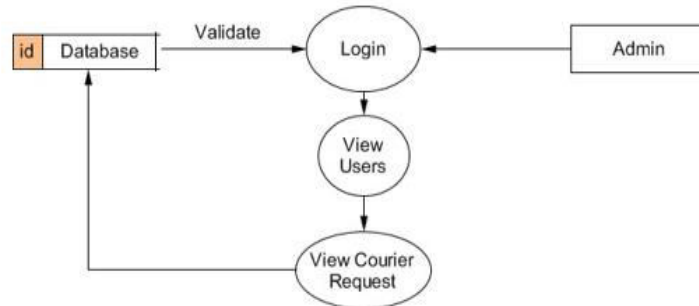 Validate
id Database
Login
Admin
View
Users
View Courier
Request